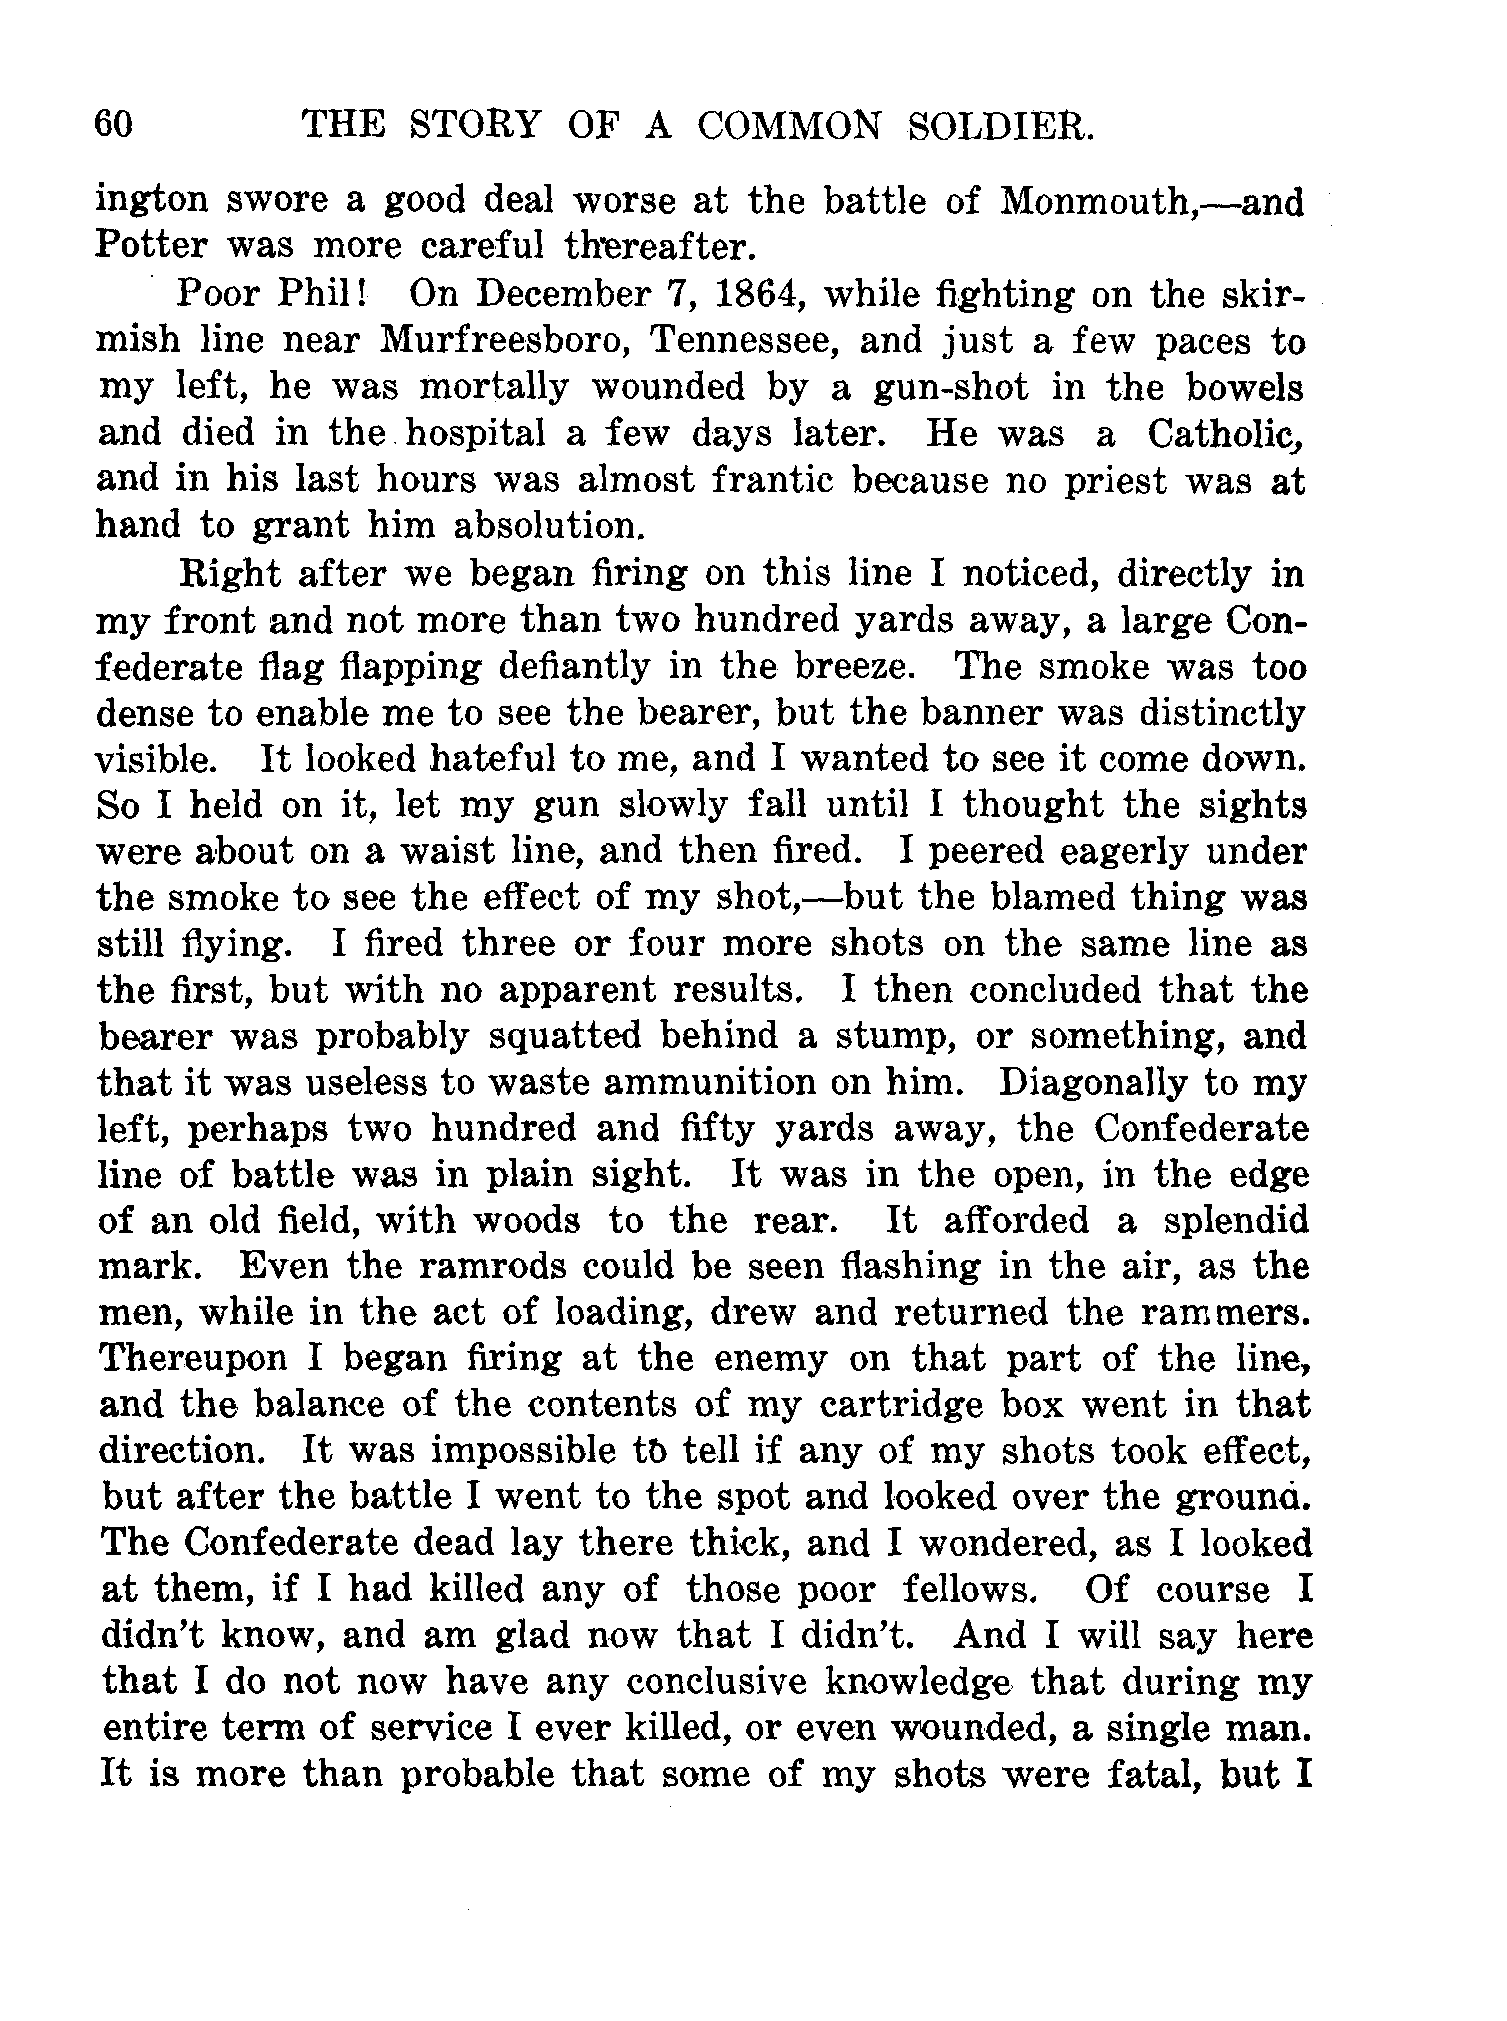 60 THE STORY OF A COMMON SOLDIER.
ington swore a good deal worse at the battle of Monmouth,—and
Potter was more careful thereafter.
Poor Phil! On December 7, 1864, while fighting on the skir-
mish line near Murfreesboro, Tennessee, and just a few paces to
my left, he was mortally wounded by a gun-shot in the bowels
and died in the hospital a few days later. He was a Catholic,
and in his last hours was almost frantic because no priest was at
hand to grant him absolution.
Right after we began firing on this line I noticed, directly in
my front and not more than two hundred yards away, a large Con-
federate flag flapping defiantly in the breeze. The smoke was too
dense to enable me to see the bearer, but the banner was distinctly
visible. It looked hateful to me, and I wanted to see it come down.
So I held on it, let my gun slowly fall until I thought the sights
were about on a waist line, and then fired. I peered eagerly under
the smoke to see the effect of my shot,—but the blamed thing was
still flying. I fired three or four more shots on the same line as
the first, but with no apparent results. I then concluded that the
bearer was probably squatted behind a stump, or something, and
that it was useless to waste ammunition on him. Diagonally to my
left, perhaps two hundred and fifty yards away, the Confederate
line of battle was in plain sight. It was in the open, in the edge
of an old field, with woods to the rear. It afforded a splendid
mark. Even the ramrods could be seen flashing in the air, as the
men, while in the act of loading, drew and returned the rammers.
Thereupon I began firing at the enemy on that part of the line,
and the balance of the contents of my cartridge box went in that
direction. It was impossible to tell if any of my shots took effect,
but after the battle I went to the spot and looked over the ground.
The Confederate dead lay there thick, and I wondered, as I looked
at them, if I had killed any of those poor fellows. Of course I
didn't know, and am glad now that I didn't. And I will say here
that I do not now have any conclusive knowledge that during my
entire term of service I ever killed, or even wounded, a single man.
It is more than probable that some of my shots were fatal, but I